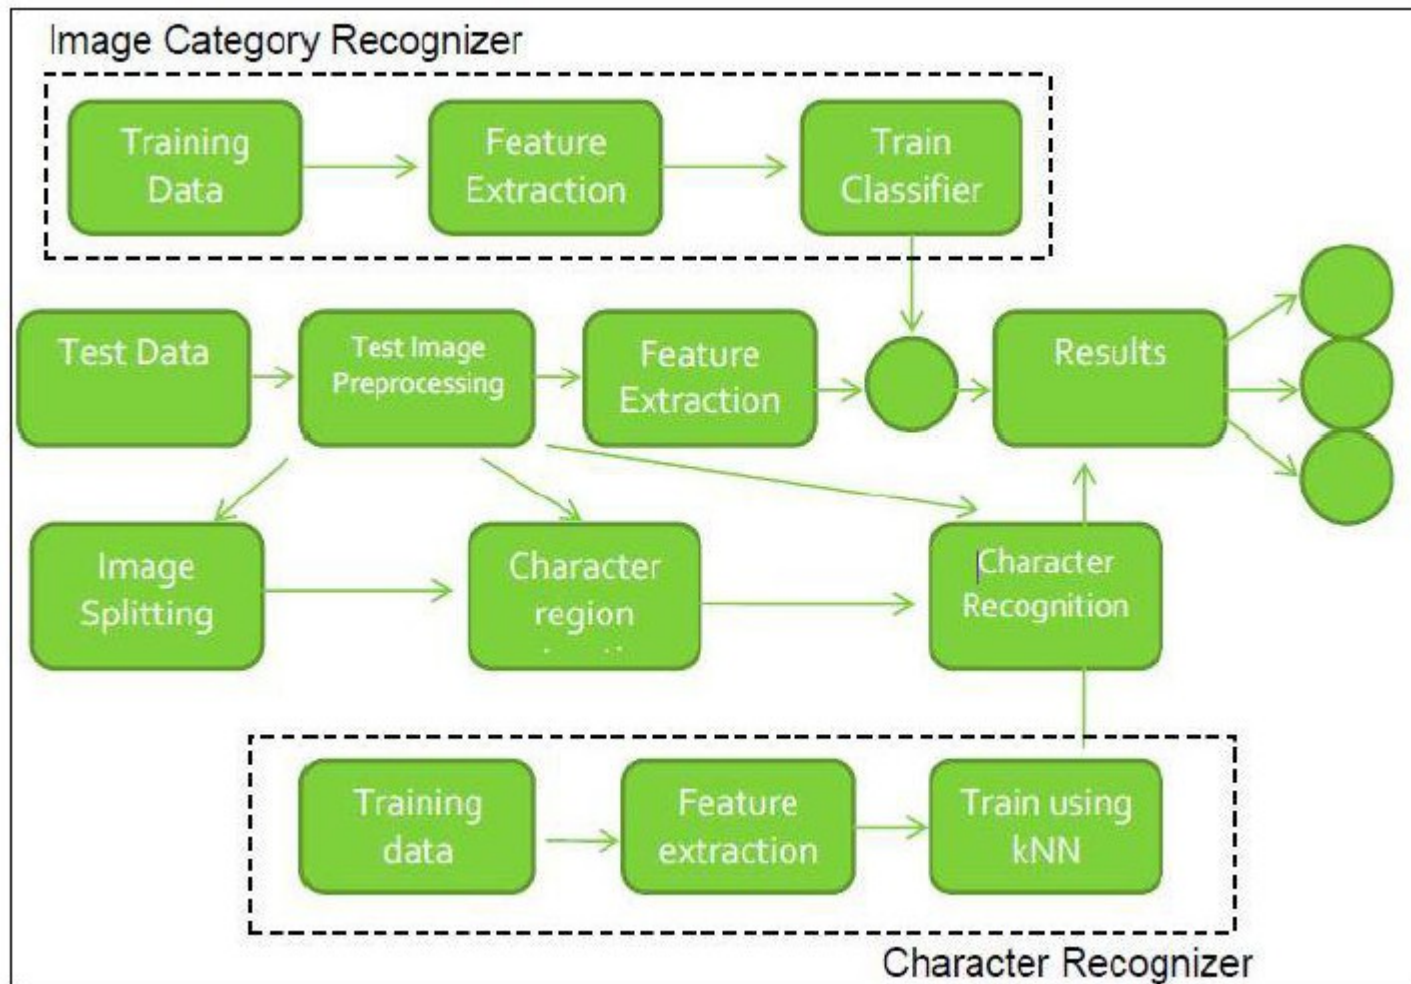 Image Category Recognizer
Training
Data
Feature
Extraction
Train
Classifier
Test Data
Test Image
Preprocessing
Feature
Extraction
Results
Image
Splitting
Character
region
Character
Recognition
Training
data
Feature
extraction
Train using
kNN
Character Recognizer